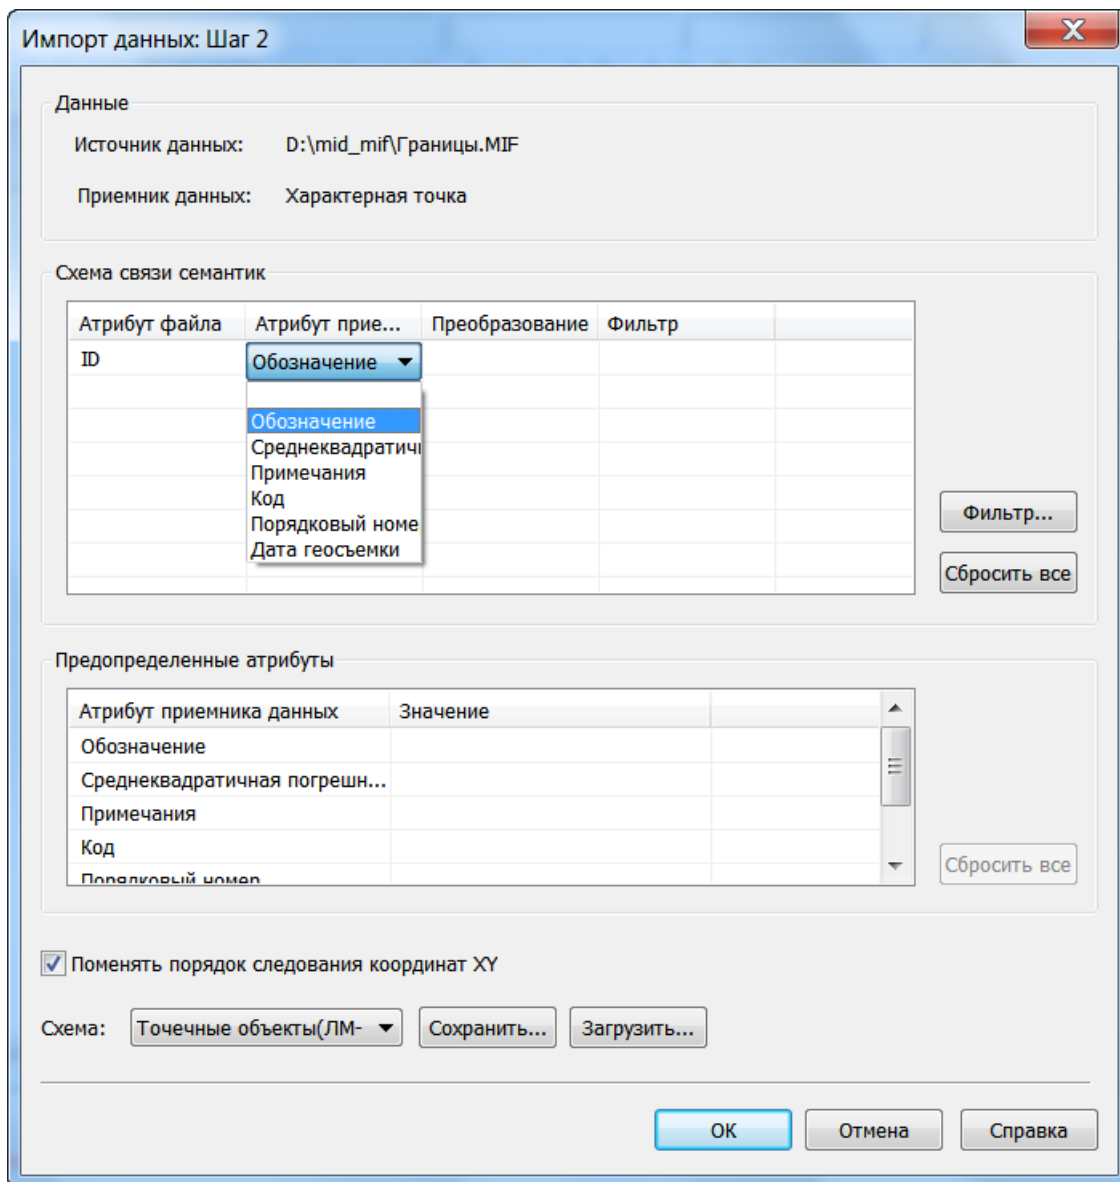 Импорт данных: Шаг 2
Данные
Источник данных: D:\mid_mif\Границы.MIF
Приемник данных: Характерная точка
Схема связи семантик
Атрибут файла Атрибут прие... Преобразование Фильтр
ID Обозначение
Обозначение
Среднеквадратичн
Примечания
Код
Порядковый номе
Дата геосъемки
Фильтр...
Сбросить все
Предопределенные атрибуты
Атрибут приемника данных Значение
Обозначение
Среднеквадратичная погрешн...
Примечания
Код
Порядковый номер
Сбросить все
Поменять порядок следования координат XY
Схема: Точечные объекты(ЛМ- Сохранить... Загрузить...
ОК Отмена Справка